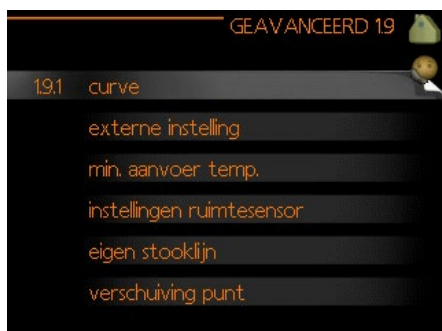 GEAVANCEERD 1.9
1.9.1 curve
externe instelling
min. aanvoer temp.
instellingen ruimtesensor
eigen stooklijn
verschuiving punt